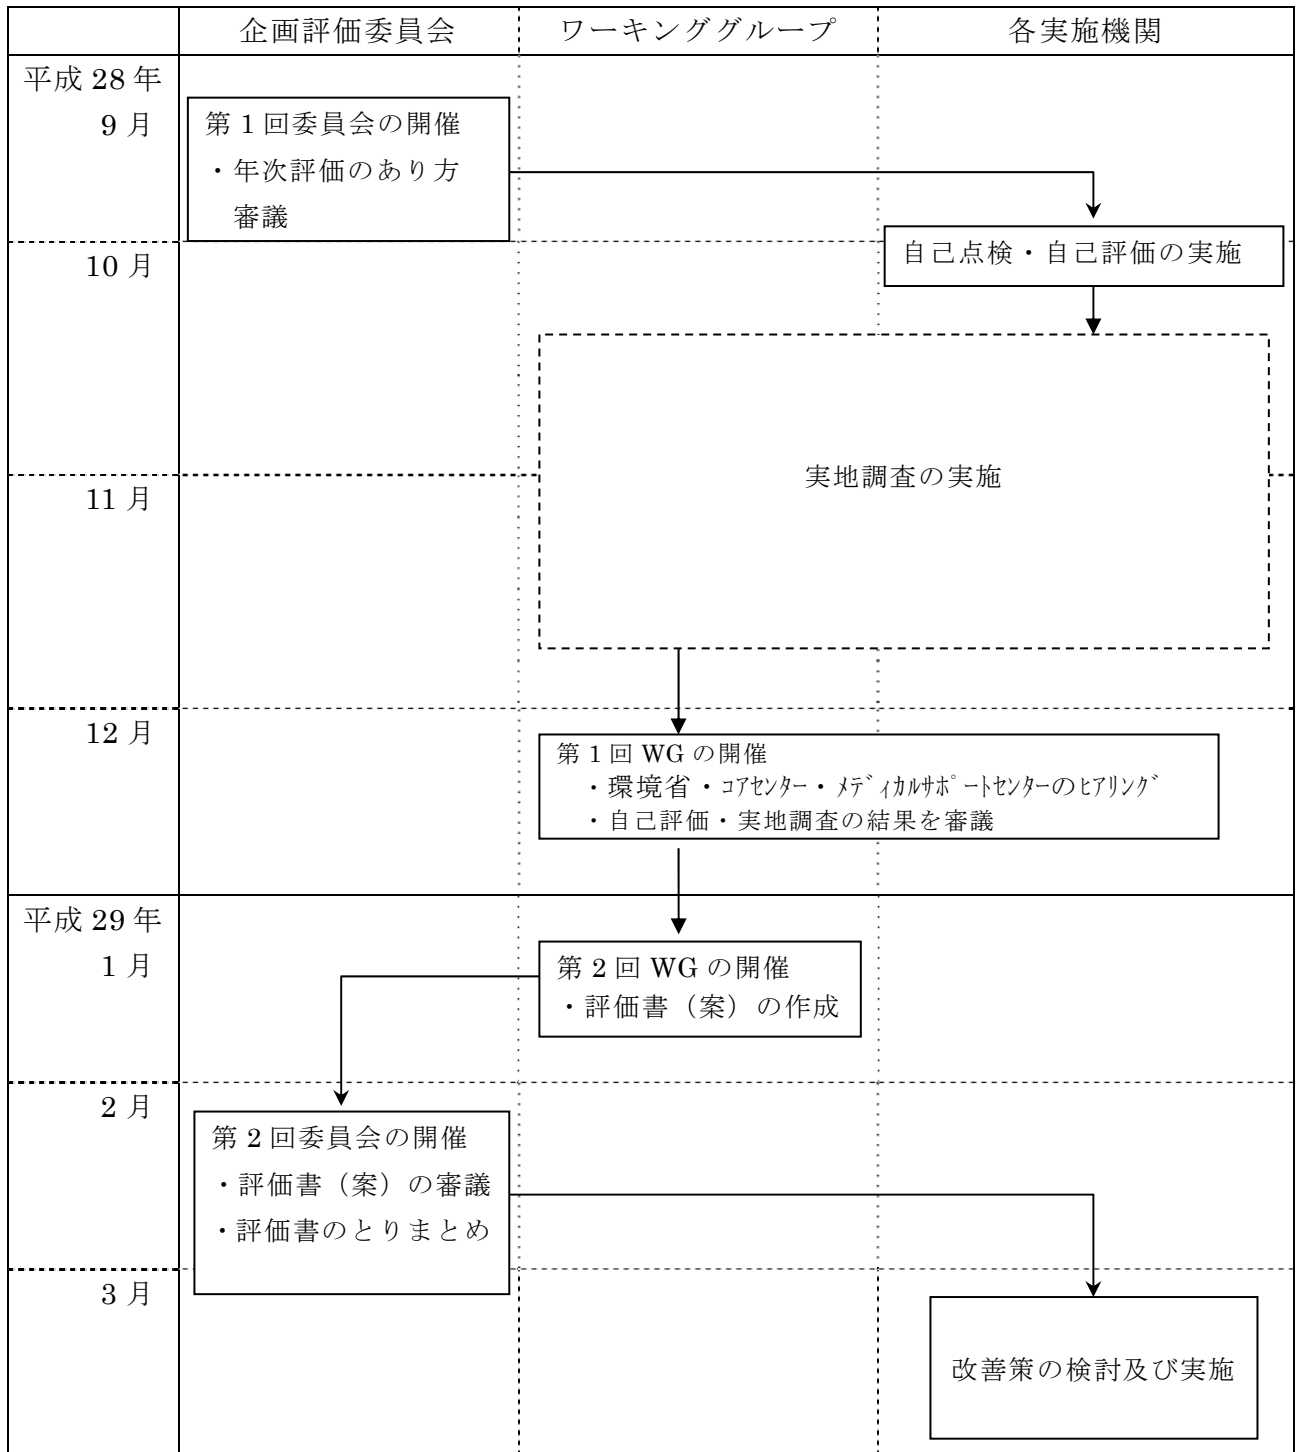 企画評価委員会 ワーキンググループ 各実施機関
平成 28 年
9 月
第 1 回委員会の開催
・年次評価のあり方
審議
10 月
自己点検・自己評価の実施
実地調査の実施
11 月
12 月
第 1 回 WG の開催
・環境省・ｺｱｾﾝﾀｰ・ﾒﾃﾞｨｶﾙｻﾎﾟｰﾄｾﾝﾀｰのﾋｱﾘﾝｸﾞ
・自己評価・実地調査の結果を審議
平成 29 年
1 月
第 2 回 WG の開催
・評価書（案）の作成
2 月
第 2 回委員会の開催
・評価書（案）の審議
・評価書のとりまとめ
3 月
改善策の検討及び実施